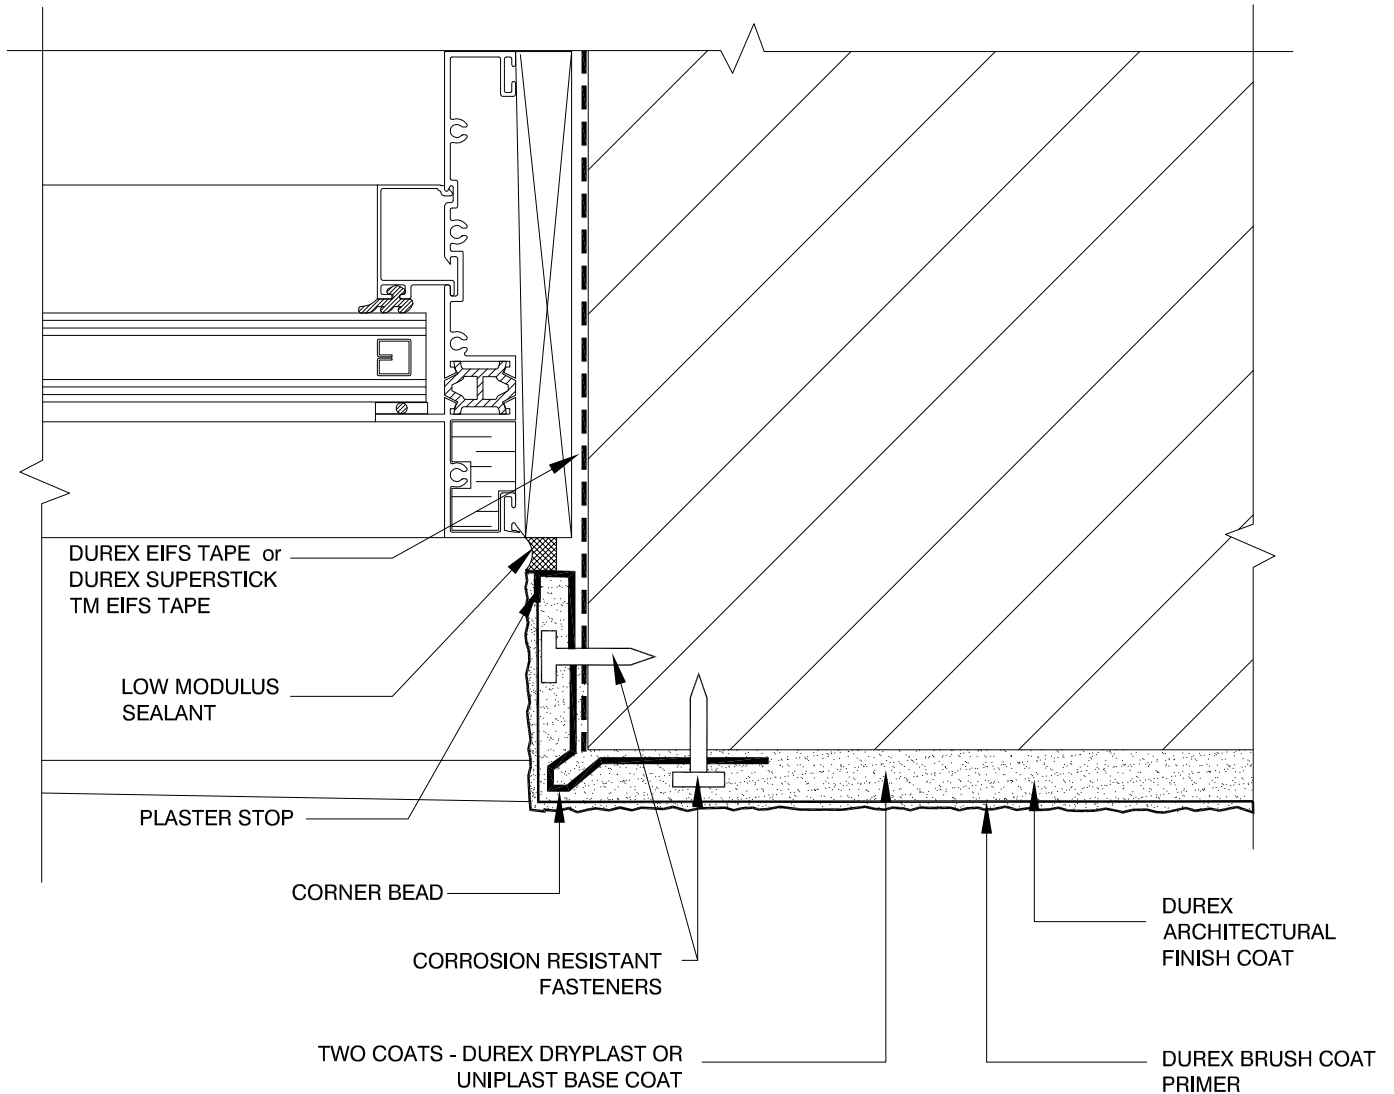 DUREX EIFS TAPE or
DUREX SUPERSTICK
TM EIFS TAPE
LOW MODULUS
SEALANT
PLASTER STOP
CORNER BEAD
CORROSION RESISTANT
FASTENERS
TWO COATS - DUREX DRYPLAST OR
UNIPLAST BASE COAT
DUREX
ARCHITECTURAL
FINISH COAT
DUREX BRUSH COAT
PRIMER